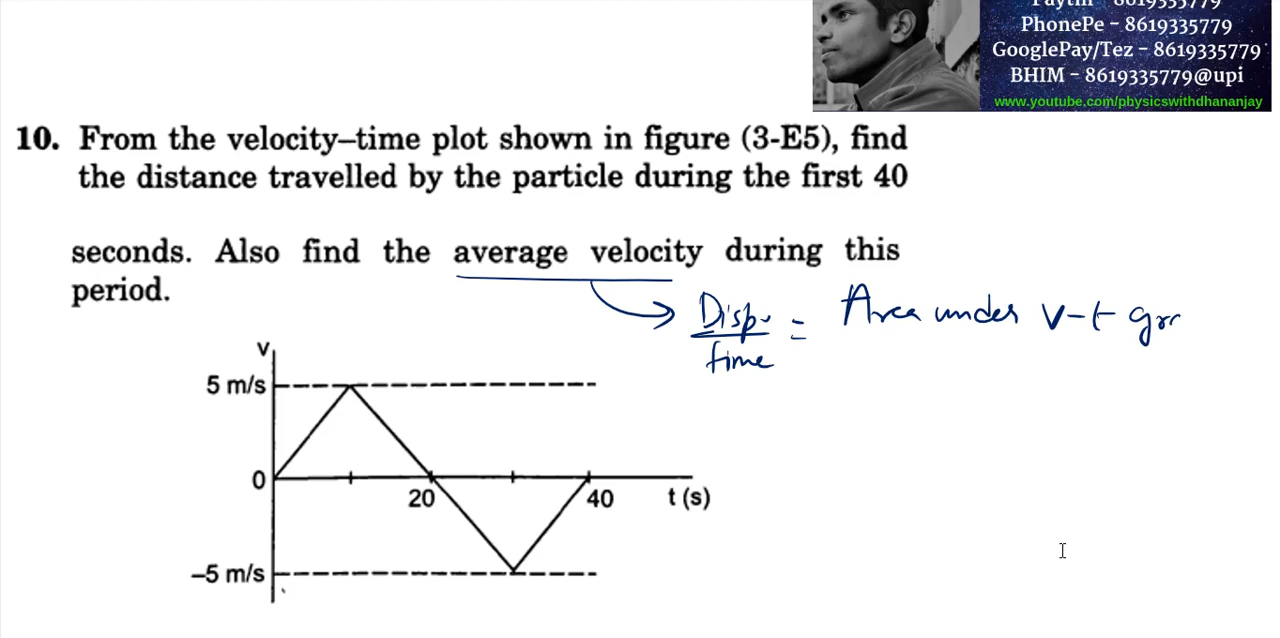 PhonePe – 8619335779
GooglePay/Tez – 8619335779
BHIM – 8619335779@upi
www.youtube.com/physicswithdhananjay
10. From the velocity–time plot shown in figure (3-E5), find
the distance travelled by the particle during the first 40
seconds. Also find the average velocity during this
period.
Disp. = Area under v-t
time
v
5 m/s
0
20
40
t (s)
–5 m/s